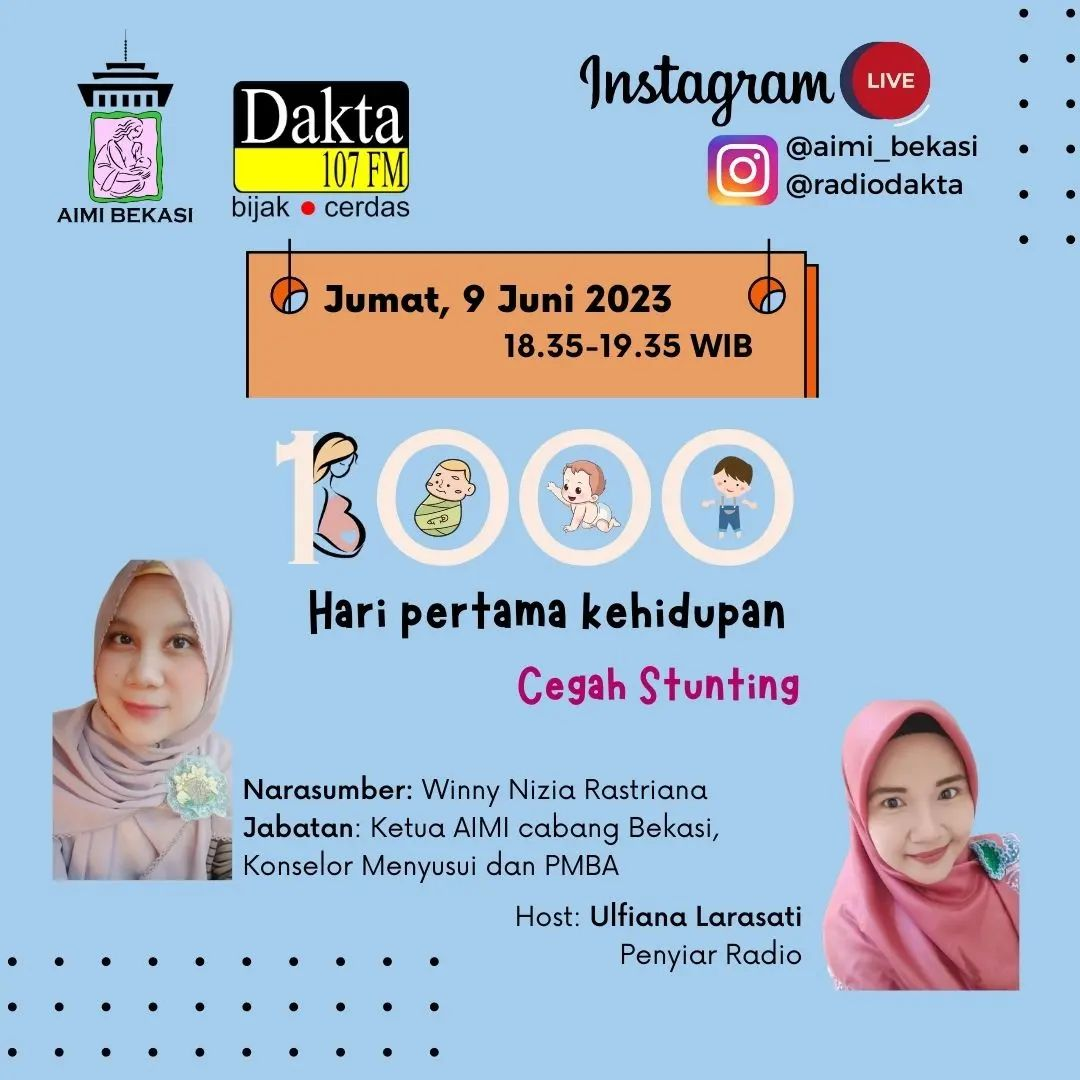 AIMI BEKASI
Dakta
107 FM
bijak • cerdas
Instagram LIVE
@aimi_bekasi
@radiodakta
Jumat, 9 Juni 2023
18.35-19.35 WIB
1000
Hari pertama kehidupan
Cegah Stunting
Narasumber: Winny Nizia Rastriana
Jabatan: Ketua AIMI cabang Bekasi,
Konselor Menyusui dan PMBA
Host: Ulfiana Larasati
Penyiar Radio